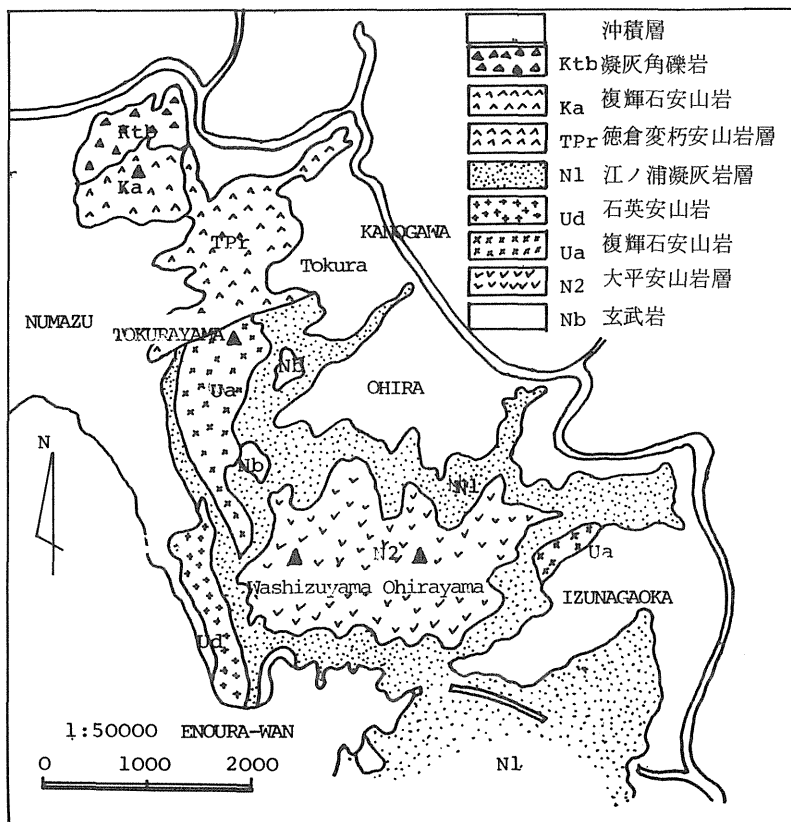 沖積層
Ktb 凝灰角礫岩
Ka 複輝石安山岩
TPr 徳倉変朽安山岩層
Nl 江ノ浦凝灰岩層
Ud 石英安山岩
Ua 複輝石安山岩
N2 大平安山岩層
Nb 玄武岩
Ktb
Ka
TPr
KANOGAWA
Tokura
NUMAZU
TOKURAYAMA
Nb
Ua
OHIRA
N
Nb
Nl
N2
Ua
Washizuyama Ohirayama
IZUNAGAOKA
Ud
1:50000 ENOURA-WAN
0 1000 2000
Nl